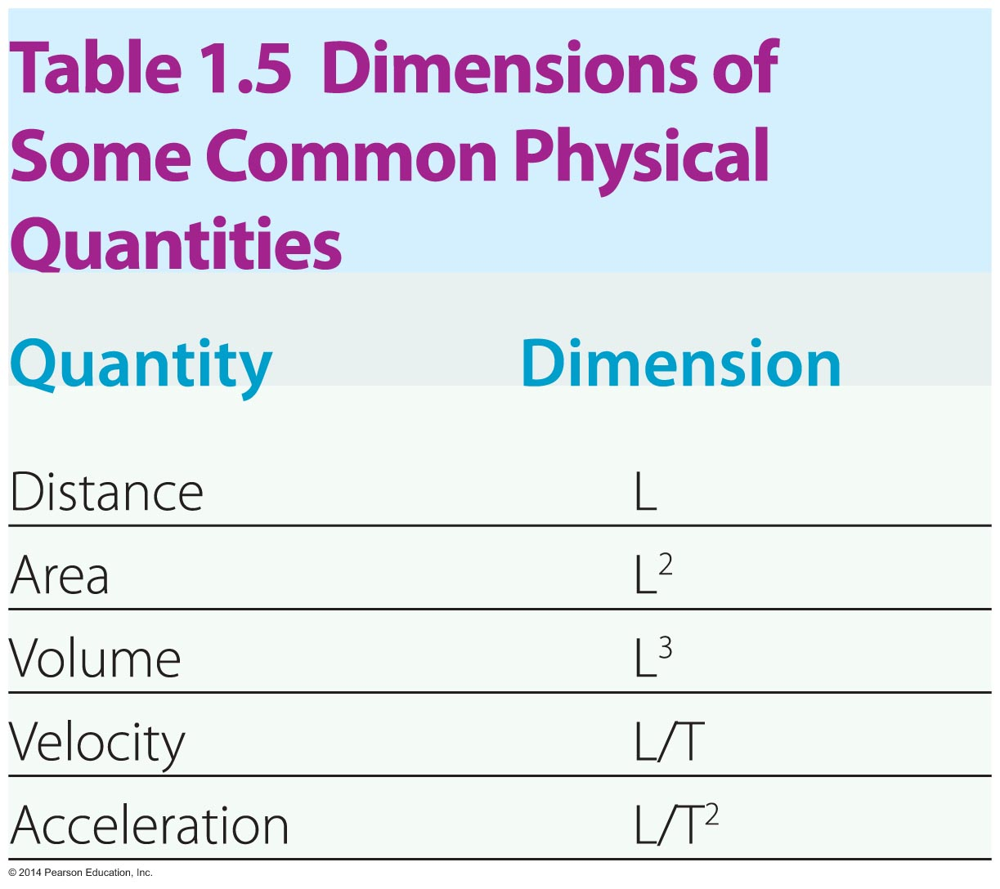 Table 1.5 Dimensions of
Some Common Physical
Quantities
Quantity Dimension
Distance L
Area L²
Volume L³
Velocity L/T
Acceleration L/T²
© 2014 Pearson Education, Inc.